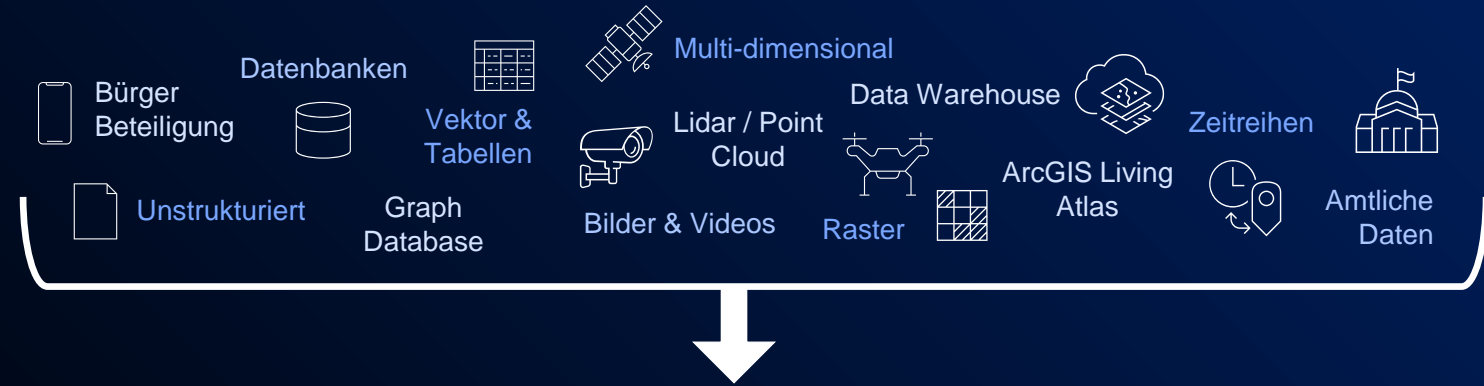 Bürger
Beteiligung
Datenbanken
Vektor &
Tabellen
Multi-dimensional
Lidar / Point
Cloud
Data Warehouse
Zeitreihen
Unstrukturiert
Graph
Database
Bilder & Videos
Raster
ArcGIS Living
Atlas
Amtliche
Daten